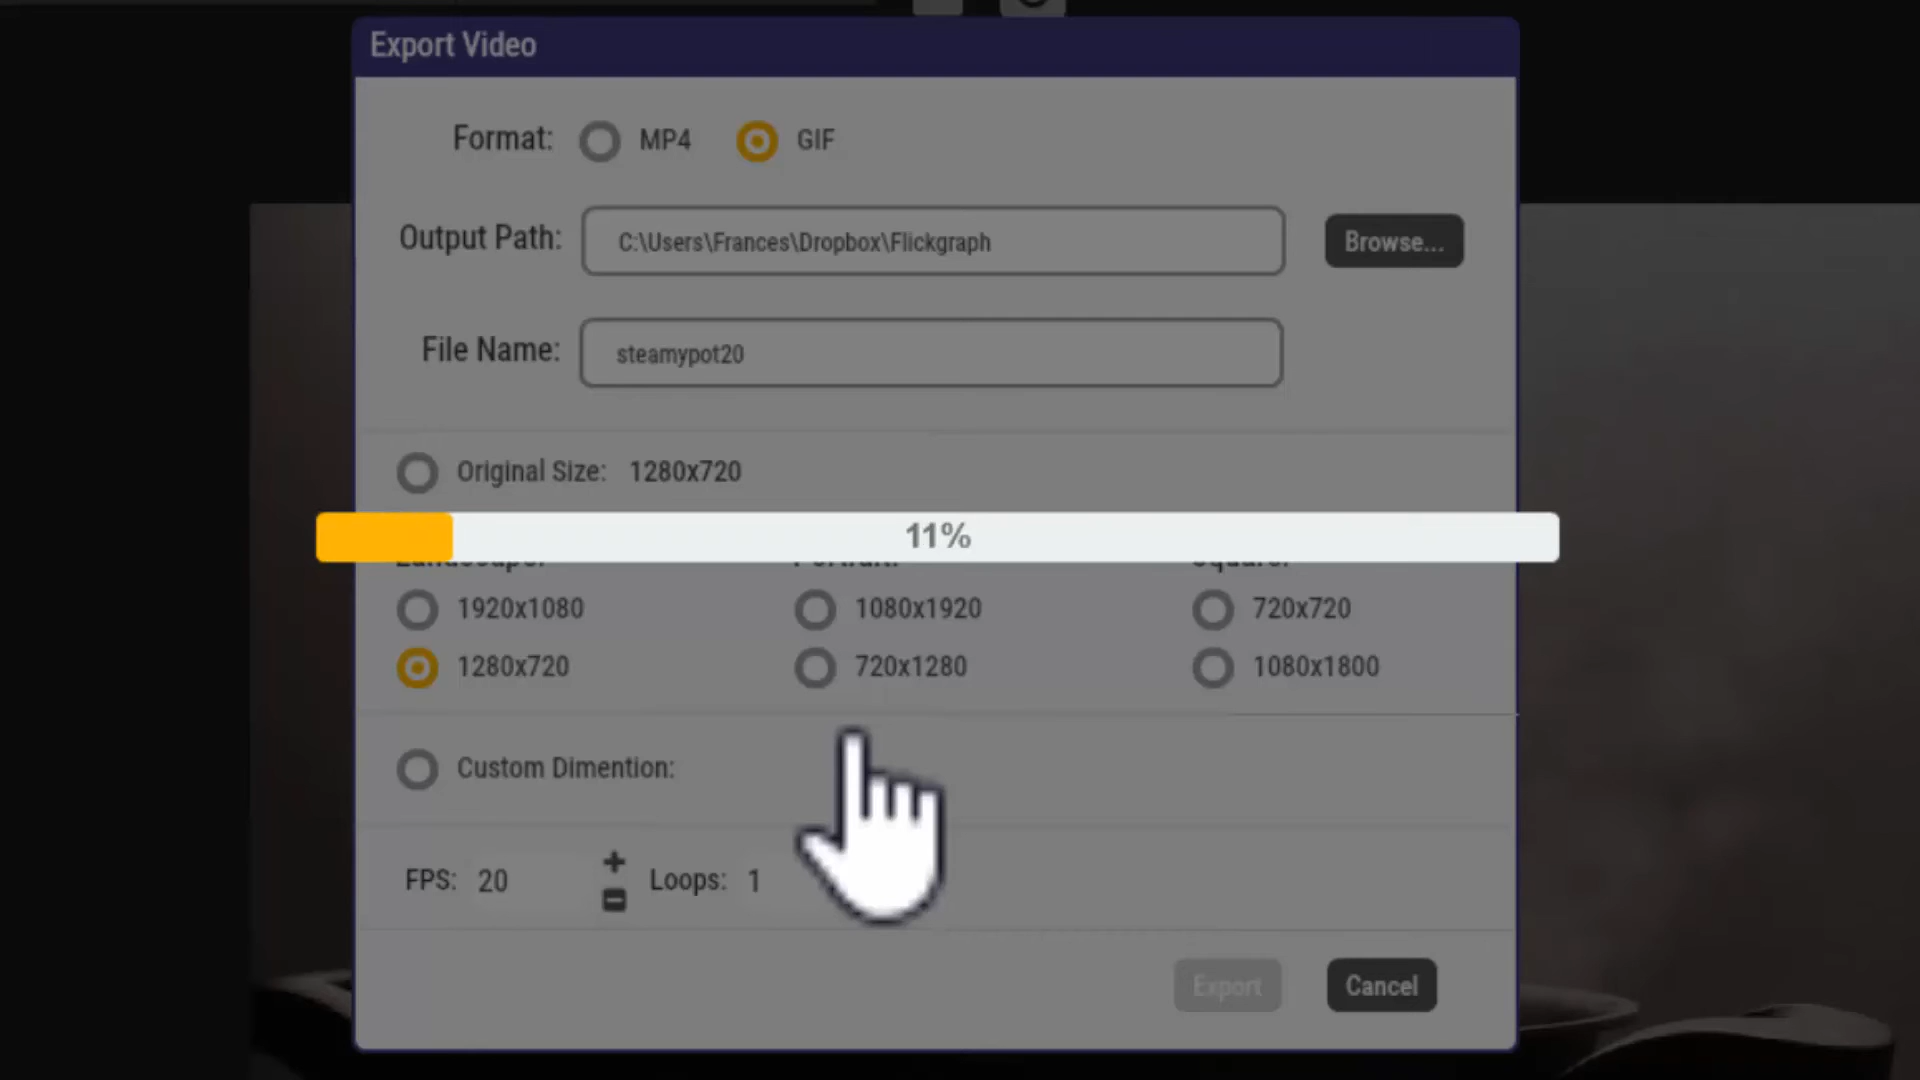 Export Video
Format: MP4 GIF
Output Path: C:\Users\Frances\Dropbox\Flickgraph Browse...
File Name: steamypot20
Original Size: 1280x720
11%
1920x1080 1080x1920 720x720
1280x720 720x1280 1080x1800
Custom Dimention:
FPS: 20 Loops: 1
Export Cancel